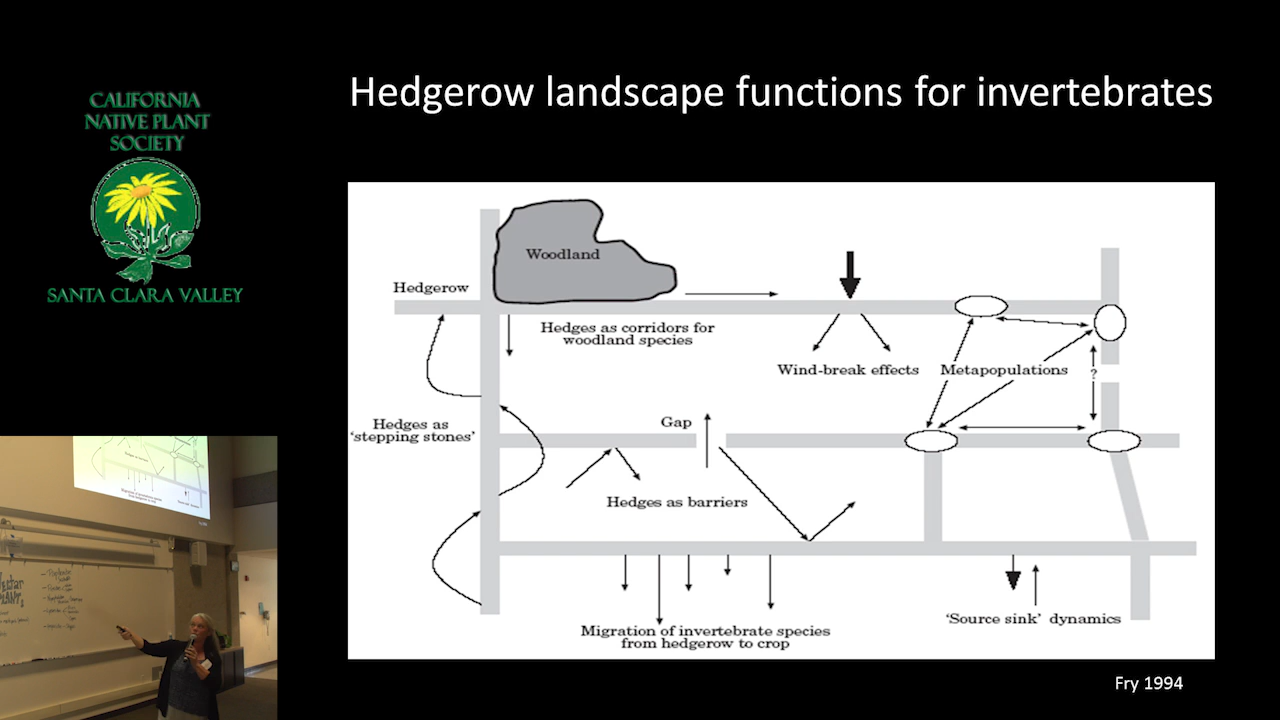 CALIFORNIA
NATIVE PLANT
SOCIETY
SANTA CLARA VALLEY
Hedgerow landscape functions for invertebrates
Woodland
Hedgerow
Hedges as corridors for
woodland species
Wind-break effects
Metapopulations
?
Hedges as
'stepping stones'
Gap
Hedges as barriers
Migration of invertebrate species
from hedgerow to crop
'Source sink' dynamics
Fry 1994